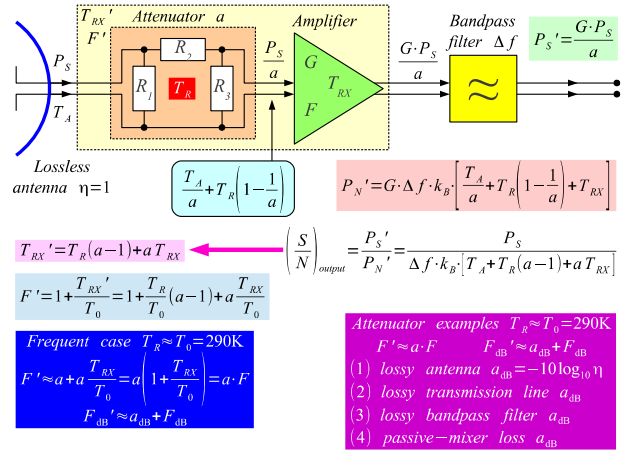 T_RX′ Attenuator a Amplifier Bandpass filter Δf
F′
P_S′=G·P_S/a
P_S R_1 R_2 R_3 T_R P_S/a G T_RX F G·P_S/a ≈
T_A
Lossless
antenna η=1
T_A/a+T_R(1−1/a)
P_N′=G·Δf·k_B·[T_A/a+T_R(1−1/a)+T_RX]
T_RX′=T_R(a−1)+a T_RX
(S/N)_output=P_S′/P_N′=P_S/(Δf·k_B·[T_A+T_R(a−1)+a T_RX])
F′=1+T_RX′/T_0=1+T_R/T_0(a−1)+a T_RX/T_0
Frequent case T_R≈T_0=290K
F′≈a+a T_RX/T_0=a(1+T_RX/T_0)=a·F
F_dB′≈a_dB+F_dB
Attenuator examples T_R≈T_0=290K
F′≈a·F F_dB′≈a_dB+F_dB
(1) lossy antenna a_dB=−10log_10 η
(2) lossy transmission line a_dB
(3) lossy bandpass filter a_dB
(4) passive−mixer loss a_dB